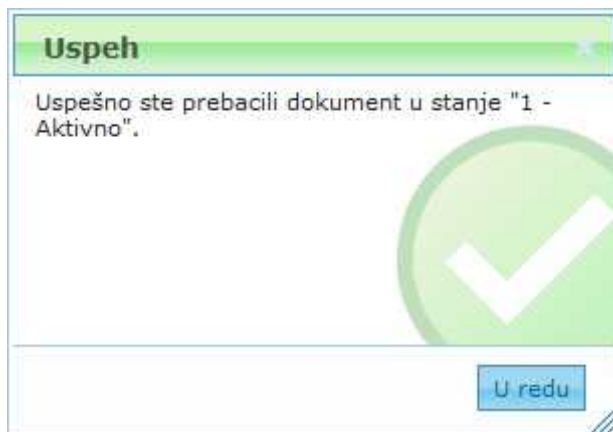 Uspeh
Uspešno ste prebacili dokument u stanje "1 -
Aktivno".
U redu